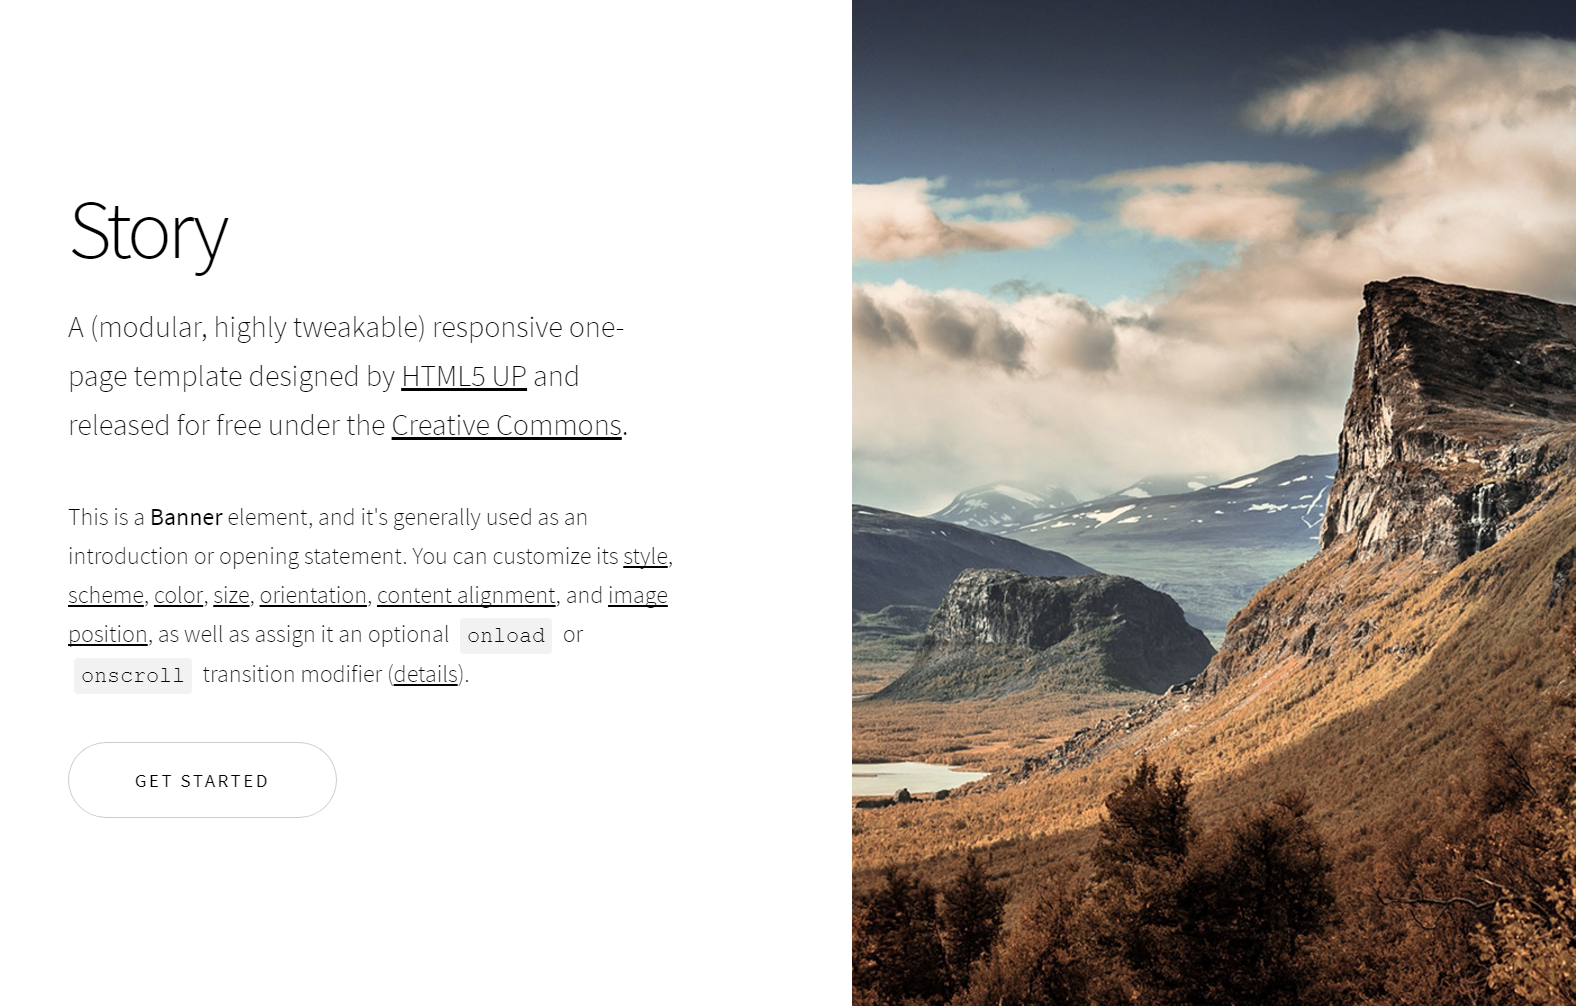 Story
A (modular, highly tweakable) responsive one-
page template designed by HTML5 UP and
released for free under the Creative Commons.
This is a Banner element, and it's generally used as an
introduction or opening statement. You can customize its style,
scheme, color, size, orientation, content alignment, and image
position, as well as assign it an optional onload or
onscroll transition modifier (details).
GET STARTED